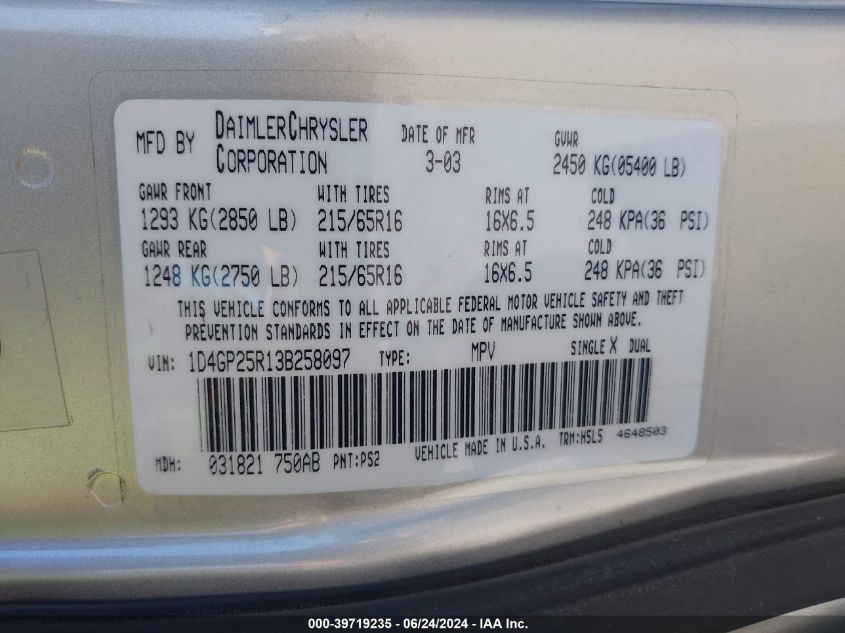 MFD BY DAIMLERCHRYSLER CORPORATION DATE OF MFR 3-03 GVWR 2450 KG(05400 LB)
GAWR FRONT WITH TIRES RIMS AT COLD
1293 KG(2850 LB) 215/65R16 16X6.5 248 KPA(36 PSI)
GAWR REAR WITH TIRES RIMS AT COLD
1248 KG(2750 LB) 215/65R16 16X6.5 248 KPA(36 PSI)
THIS VEHICLE CONFORMS TO ALL APPLICABLE FEDERAL MOTOR VEHICLE SAFETY AND THEFT
PREVENTION STANDARDS IN EFFECT ON THE DATE OF MANUFACTURE SHOWN ABOVE.
VIN: 1D4GP25R13B258097 TYPE: MPV SINGLE X DUAL
MDH: 031821 750AB PNT:PS2 VEHICLE MADE IN U.S.A. TRM:HSL5 4648503
000-39719235 - 06/24/2024 - IAAI.com.